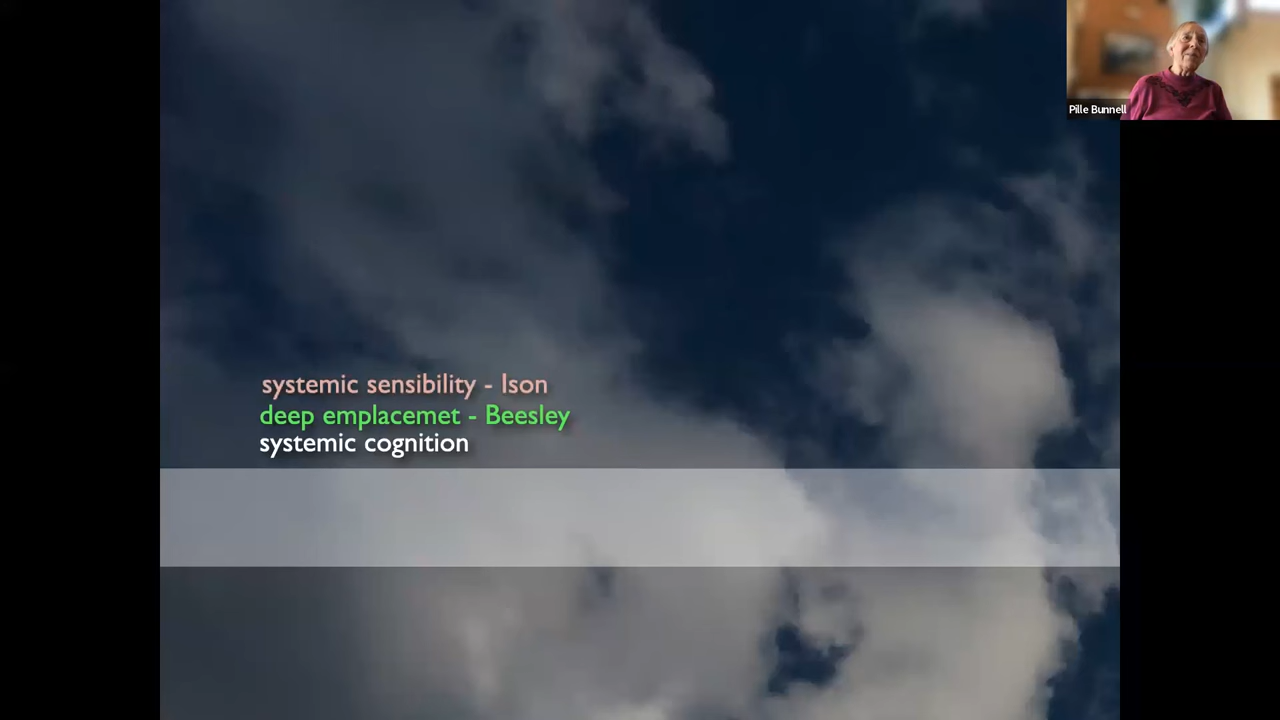 Pille Bunnell
systemic sensibility - Ison
deep emplacemet - Beesley
systemic cognition